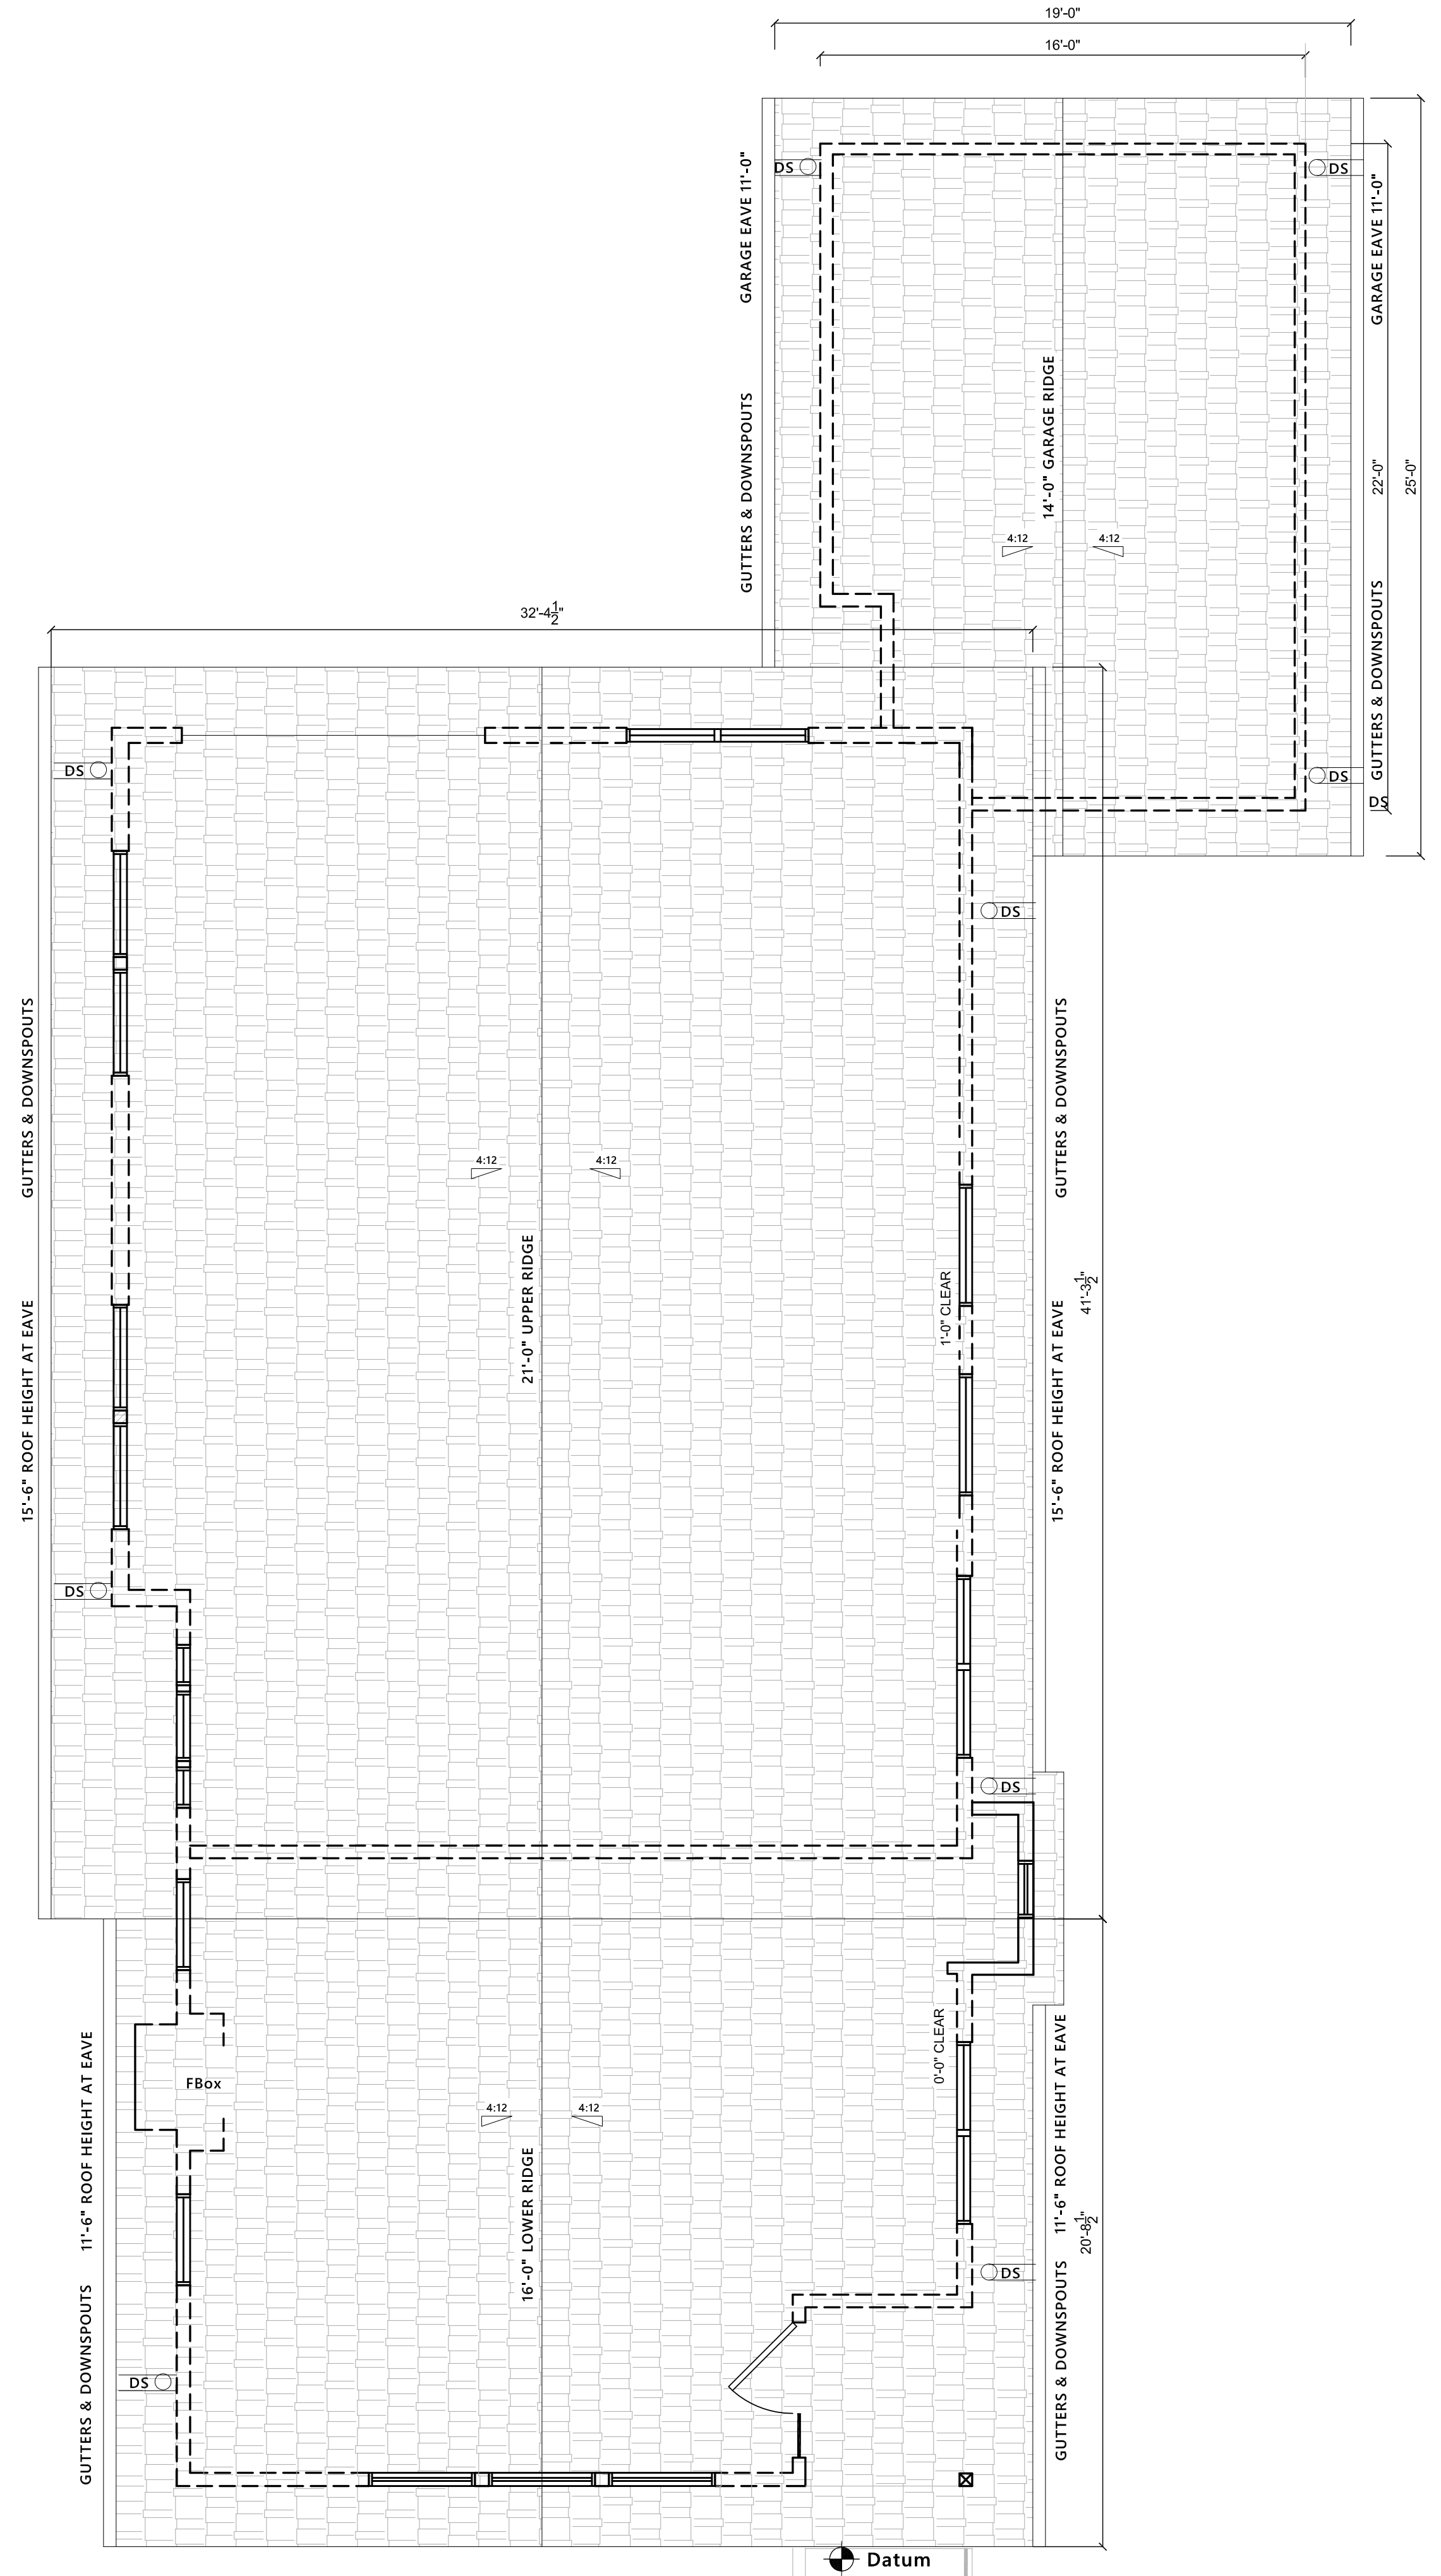 19'-0"
16'-0"
DS
DS
GARAGE EAVE 11'-0"
GARAGE EAVE 11'-0"
14'-0" GARAGE RIDGE
GUTTERS & DOWNSPOUTS
22'-0"
25'-0"
4:12
4:12
32'-4 1/2"
GUTTERS & DOWNSPOUTS
DS
DS
DS
DS
GUTTERS & DOWNSPOUTS
GUTTERS & DOWNSPOUTS
4:12
4:12
21'-0" UPPER RIDGE
1'-0" CLEAR
41'-3 1/2"
15'-6" ROOF HEIGHT AT EAVE
15'-6" ROOF HEIGHT AT EAVE
DS
DS
0'-0" CLEAR
11'-6" ROOF HEIGHT AT EAVE
11'-6" ROOF HEIGHT AT EAVE
FBox
4:12
4:12
16'-0" LOWER RIDGE
20'-8 1/2"
DS
GUTTERS & DOWNSPOUTS
GUTTERS & DOWNSPOUTS
DS
Datum